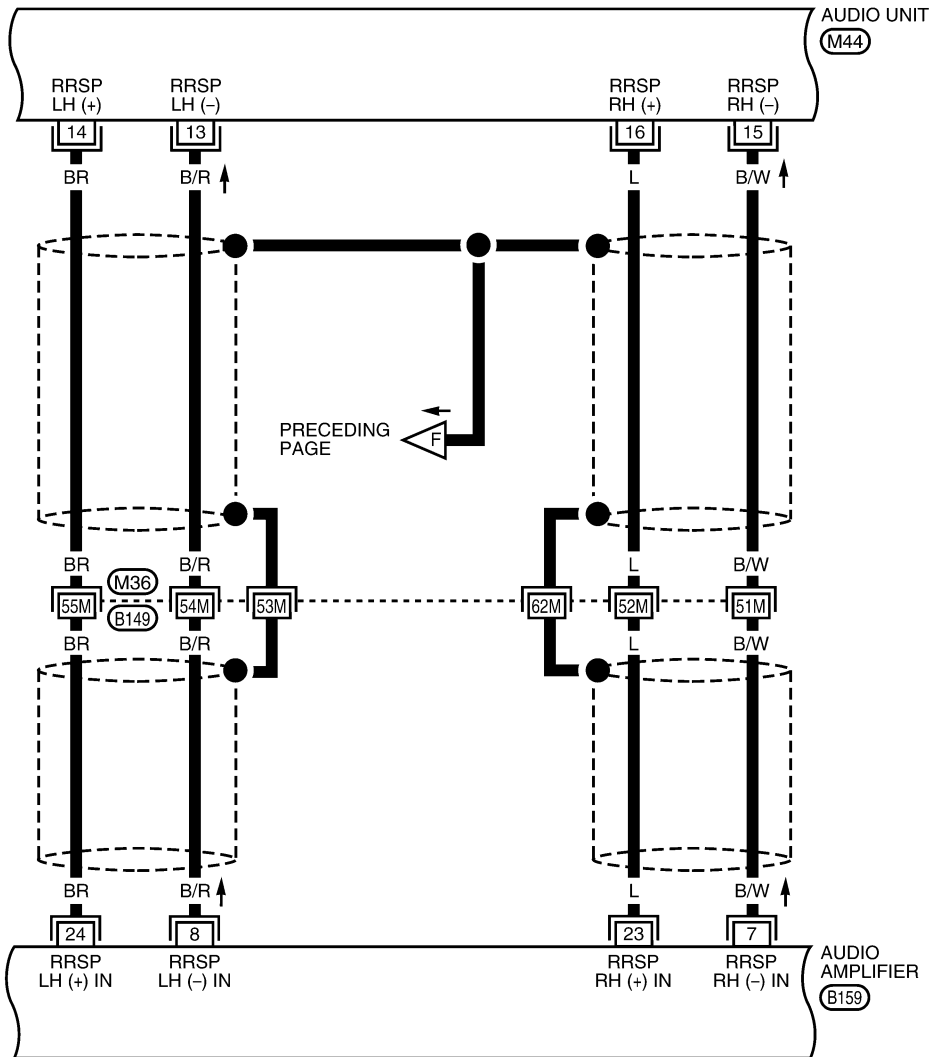 AUDIO UNIT
M44
RRSP
LH (+)
RRSP
LH (–)
RRSP
RH (+)
RRSP
RH (–)
14
13
16
15
BR
B/R
L
B/W
PRECEDING
PAGE
F
BR
B/R
L
B/W
M36
55M
54M
53M
62M
52M
51M
B149
BR
B/R
L
B/W
BR
B/R
L
B/W
24
8
23
7
RRSP
LH (+) IN
RRSP
LH (–) IN
RRSP
RH (+) IN
RRSP
RH (–) IN
AUDIO
AMPLIFIER
B159